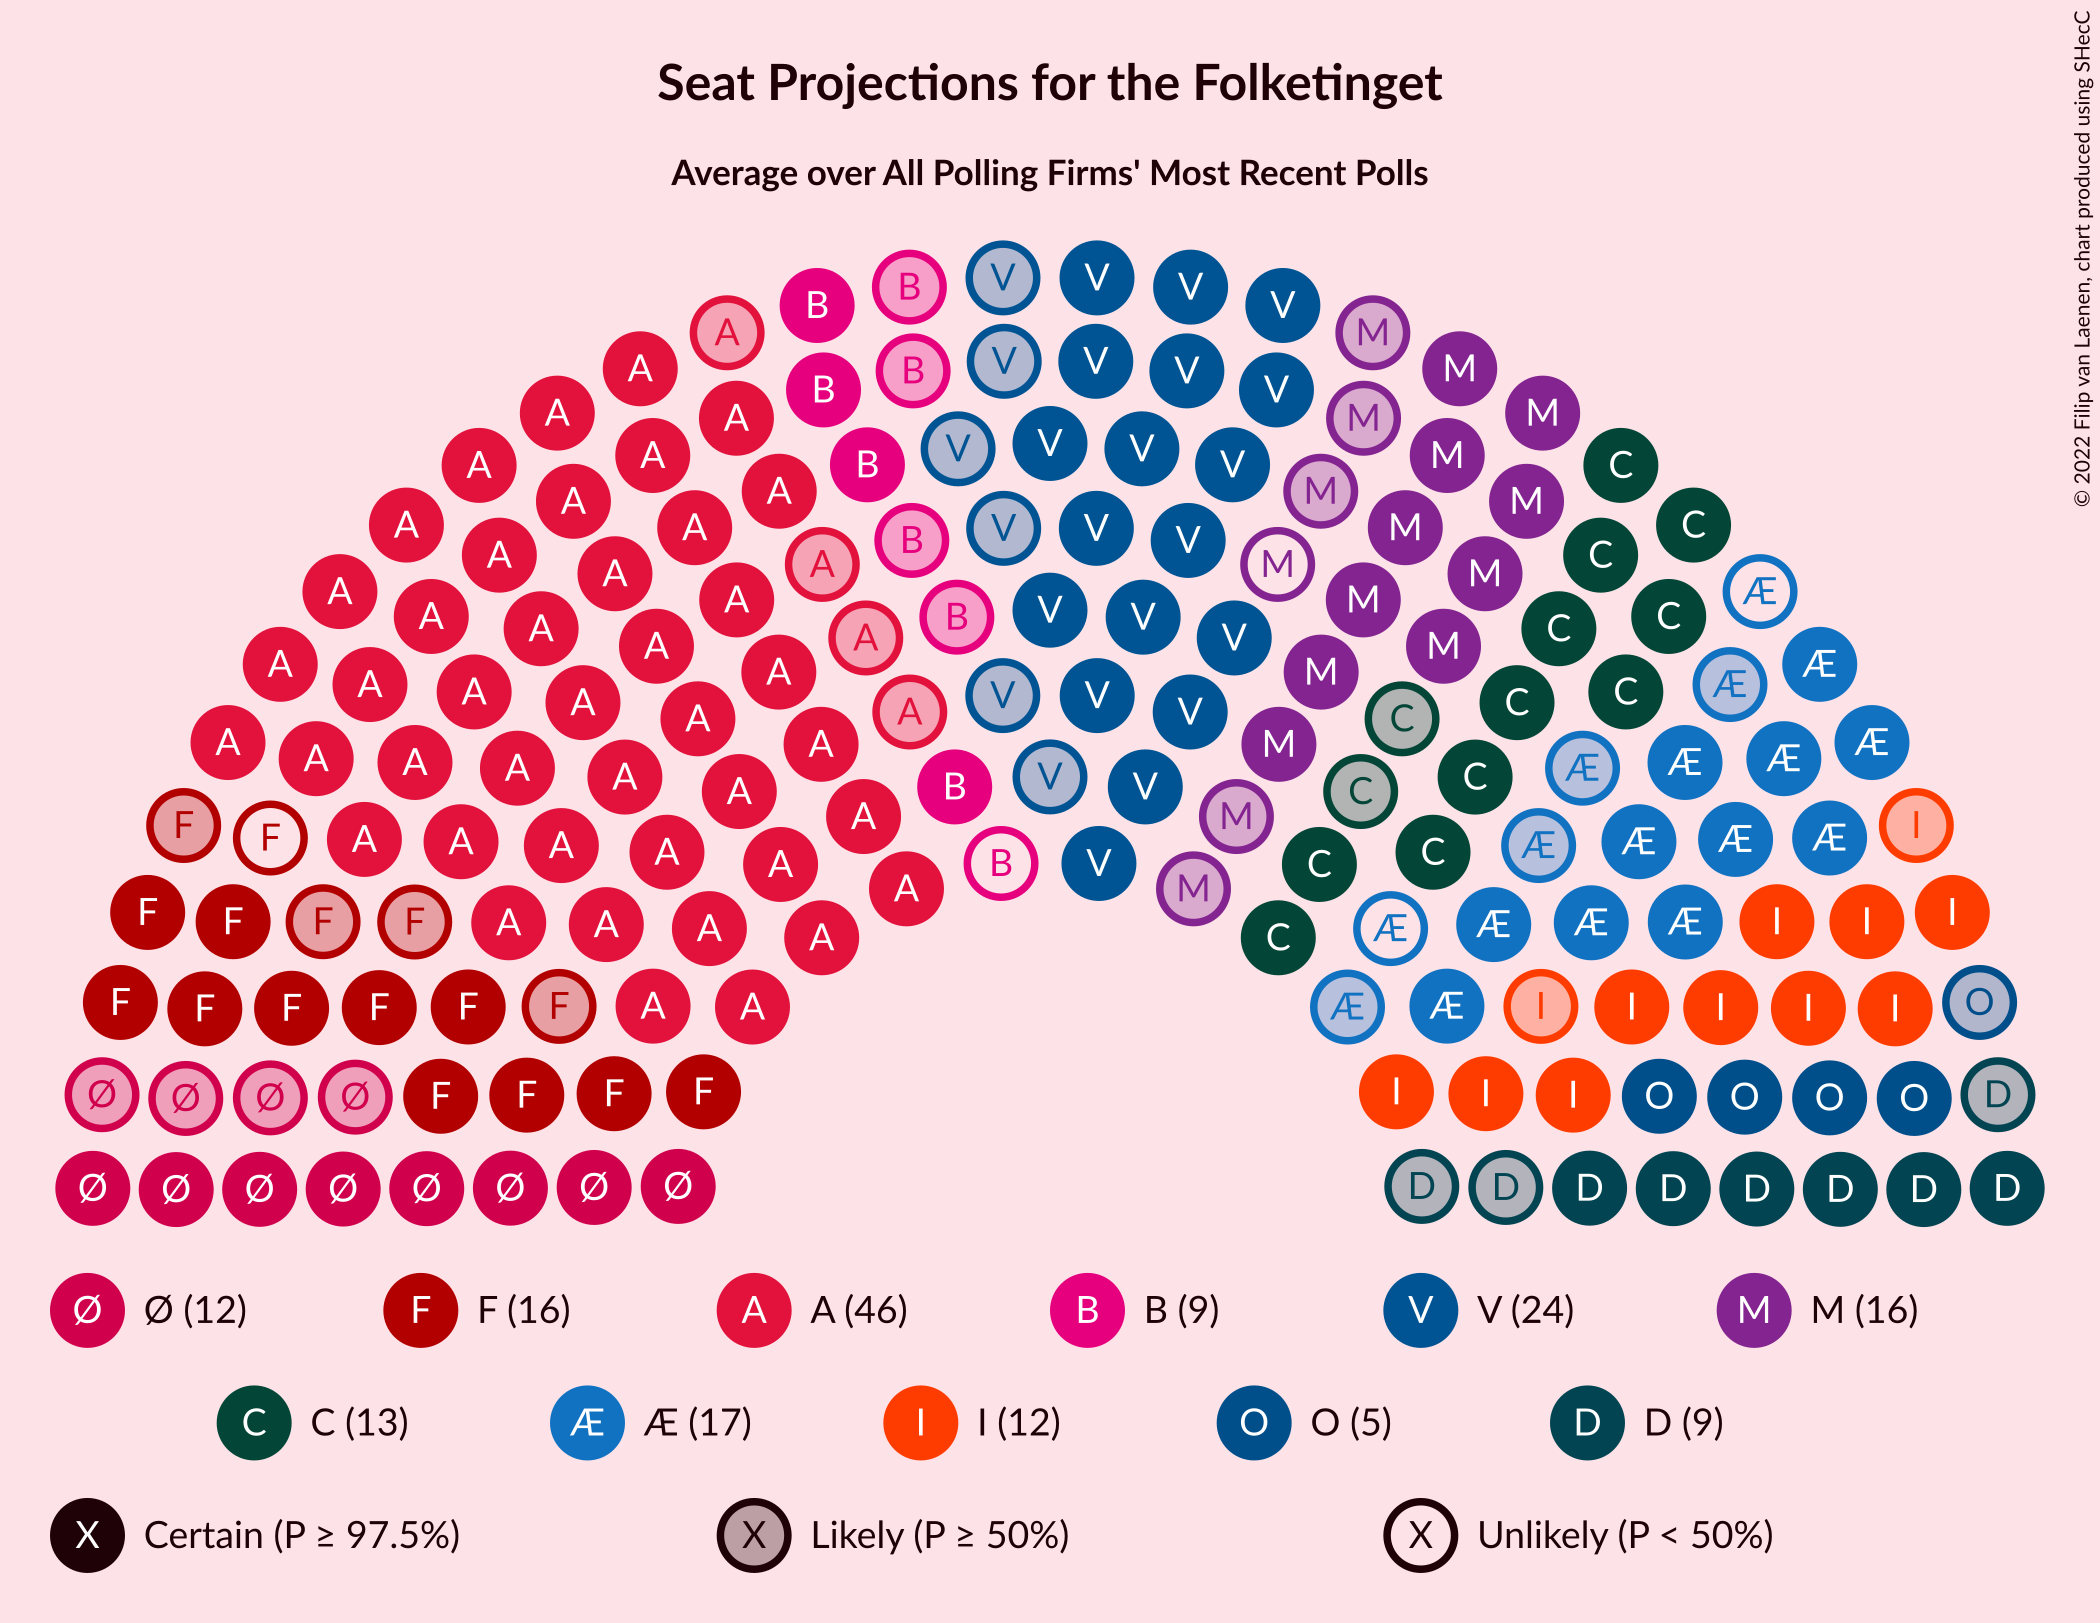 Seat Projections for the Folketinget
Average over All Polling Firms' Most Recent Polls
© 2022 Filip van Laenen, chart produced using SHecC
B B V V V V
A M
A B B V V V V M
A A M M
A A B V V V V M M C
A A A B V V V M M M C
A A A A A B V V V M M C Æ
A A A A A V V V M M C C
A A A A A A B V V M M C C C Æ Æ
A A A A A A V M C C Æ Æ Æ Æ
F F A A A A A A B V M C C Æ Æ Æ Æ I
F F F F A A A A C Æ Æ Æ Æ I I I
F F F F F F A A Æ Æ I I I I I O
Ø Ø Ø Ø F F F F I I I O O O O D
Ø Ø Ø Ø Ø Ø Ø Ø D D D D D D D D
Ø Ø (12) F F (16) A A (46) B B (9) V V (24) M M (16)
C C (13) Æ Æ (17) I I (12) O O (5) D D (9)
X Certain (P ≥ 97.5%) X Likely (P ≥ 50%) X Unlikely (P < 50%)